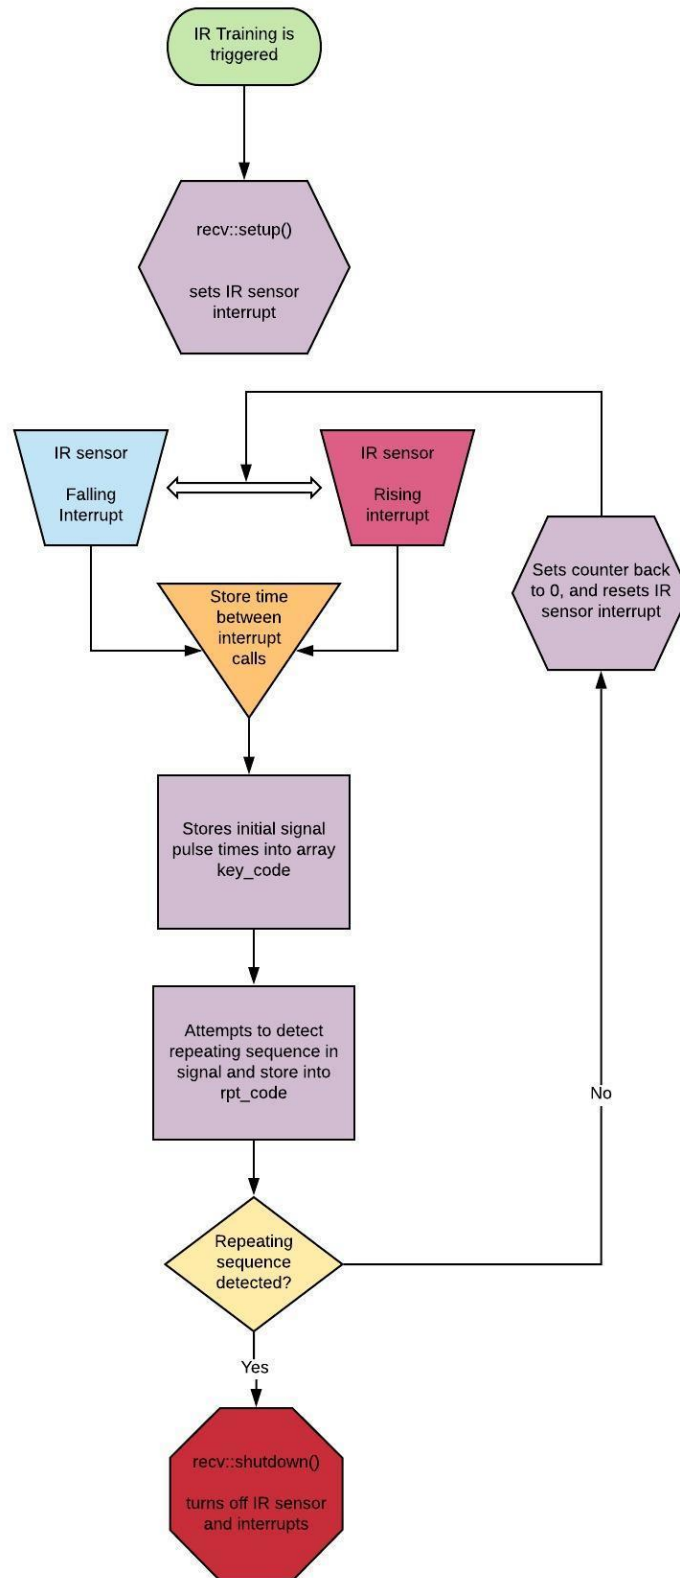 IR Training is
triggered
recv::setup()
sets IR sensor
interrupt
IR sensor
Falling
Interrupt
IR sensor
Rising
interrupt
Sets counter back
to 0, and resets IR
sensor interrupt
Store time
between
interrupt
calls
Stores initial signal
pulse times into array
key_code
Attempts to detect
repeating sequence in
signal and store into
rpt_code
No
Repeating
sequence
detected?
Yes
recv::shutdown()
turns off IR sensor
and interrupts